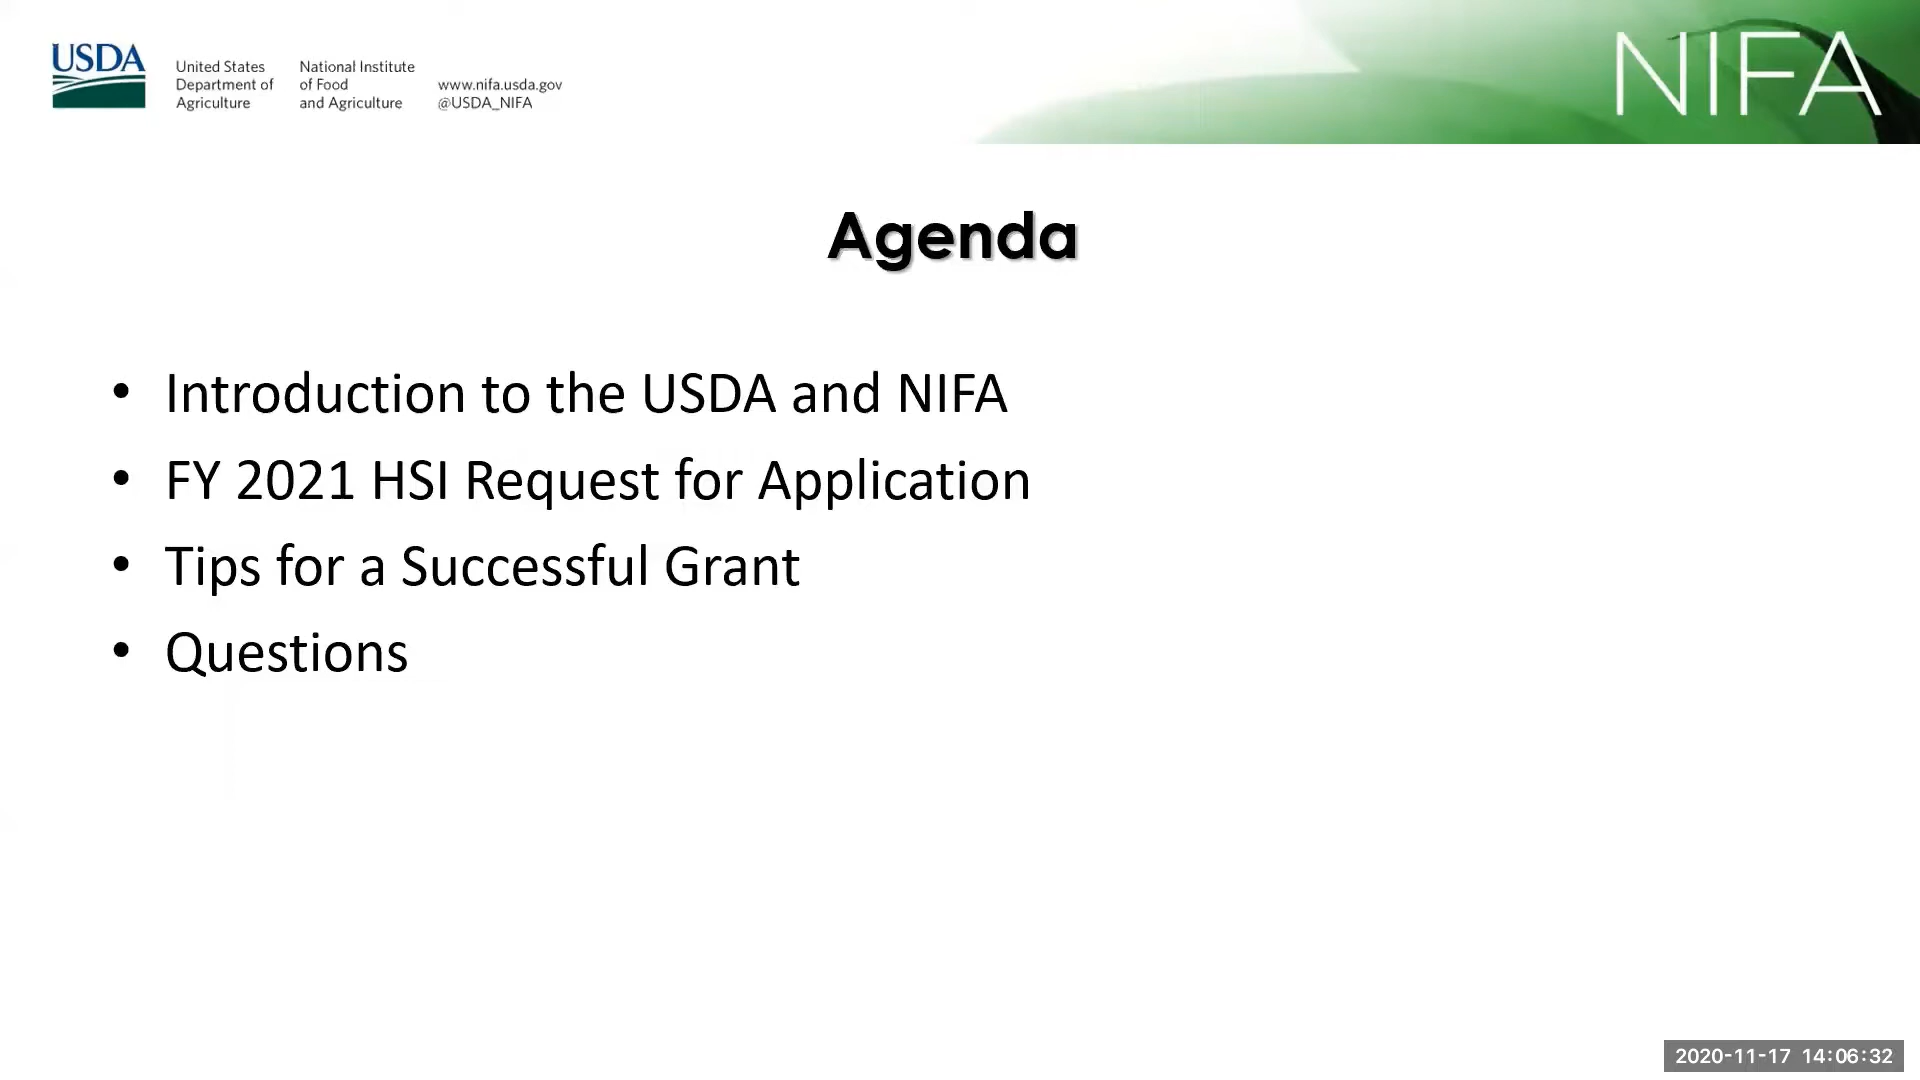 USDA
United States
Department of
Agriculture
National Institute
of Food
and Agriculture
www.nifa.usda.gov
@USDA_NIFA
NIFA
Agenda
• Introduction to the USDA and NIFA
• FY 2021 HSI Request for Application
• Tips for a Successful Grant
• Questions
2020-11-17 14:06:32